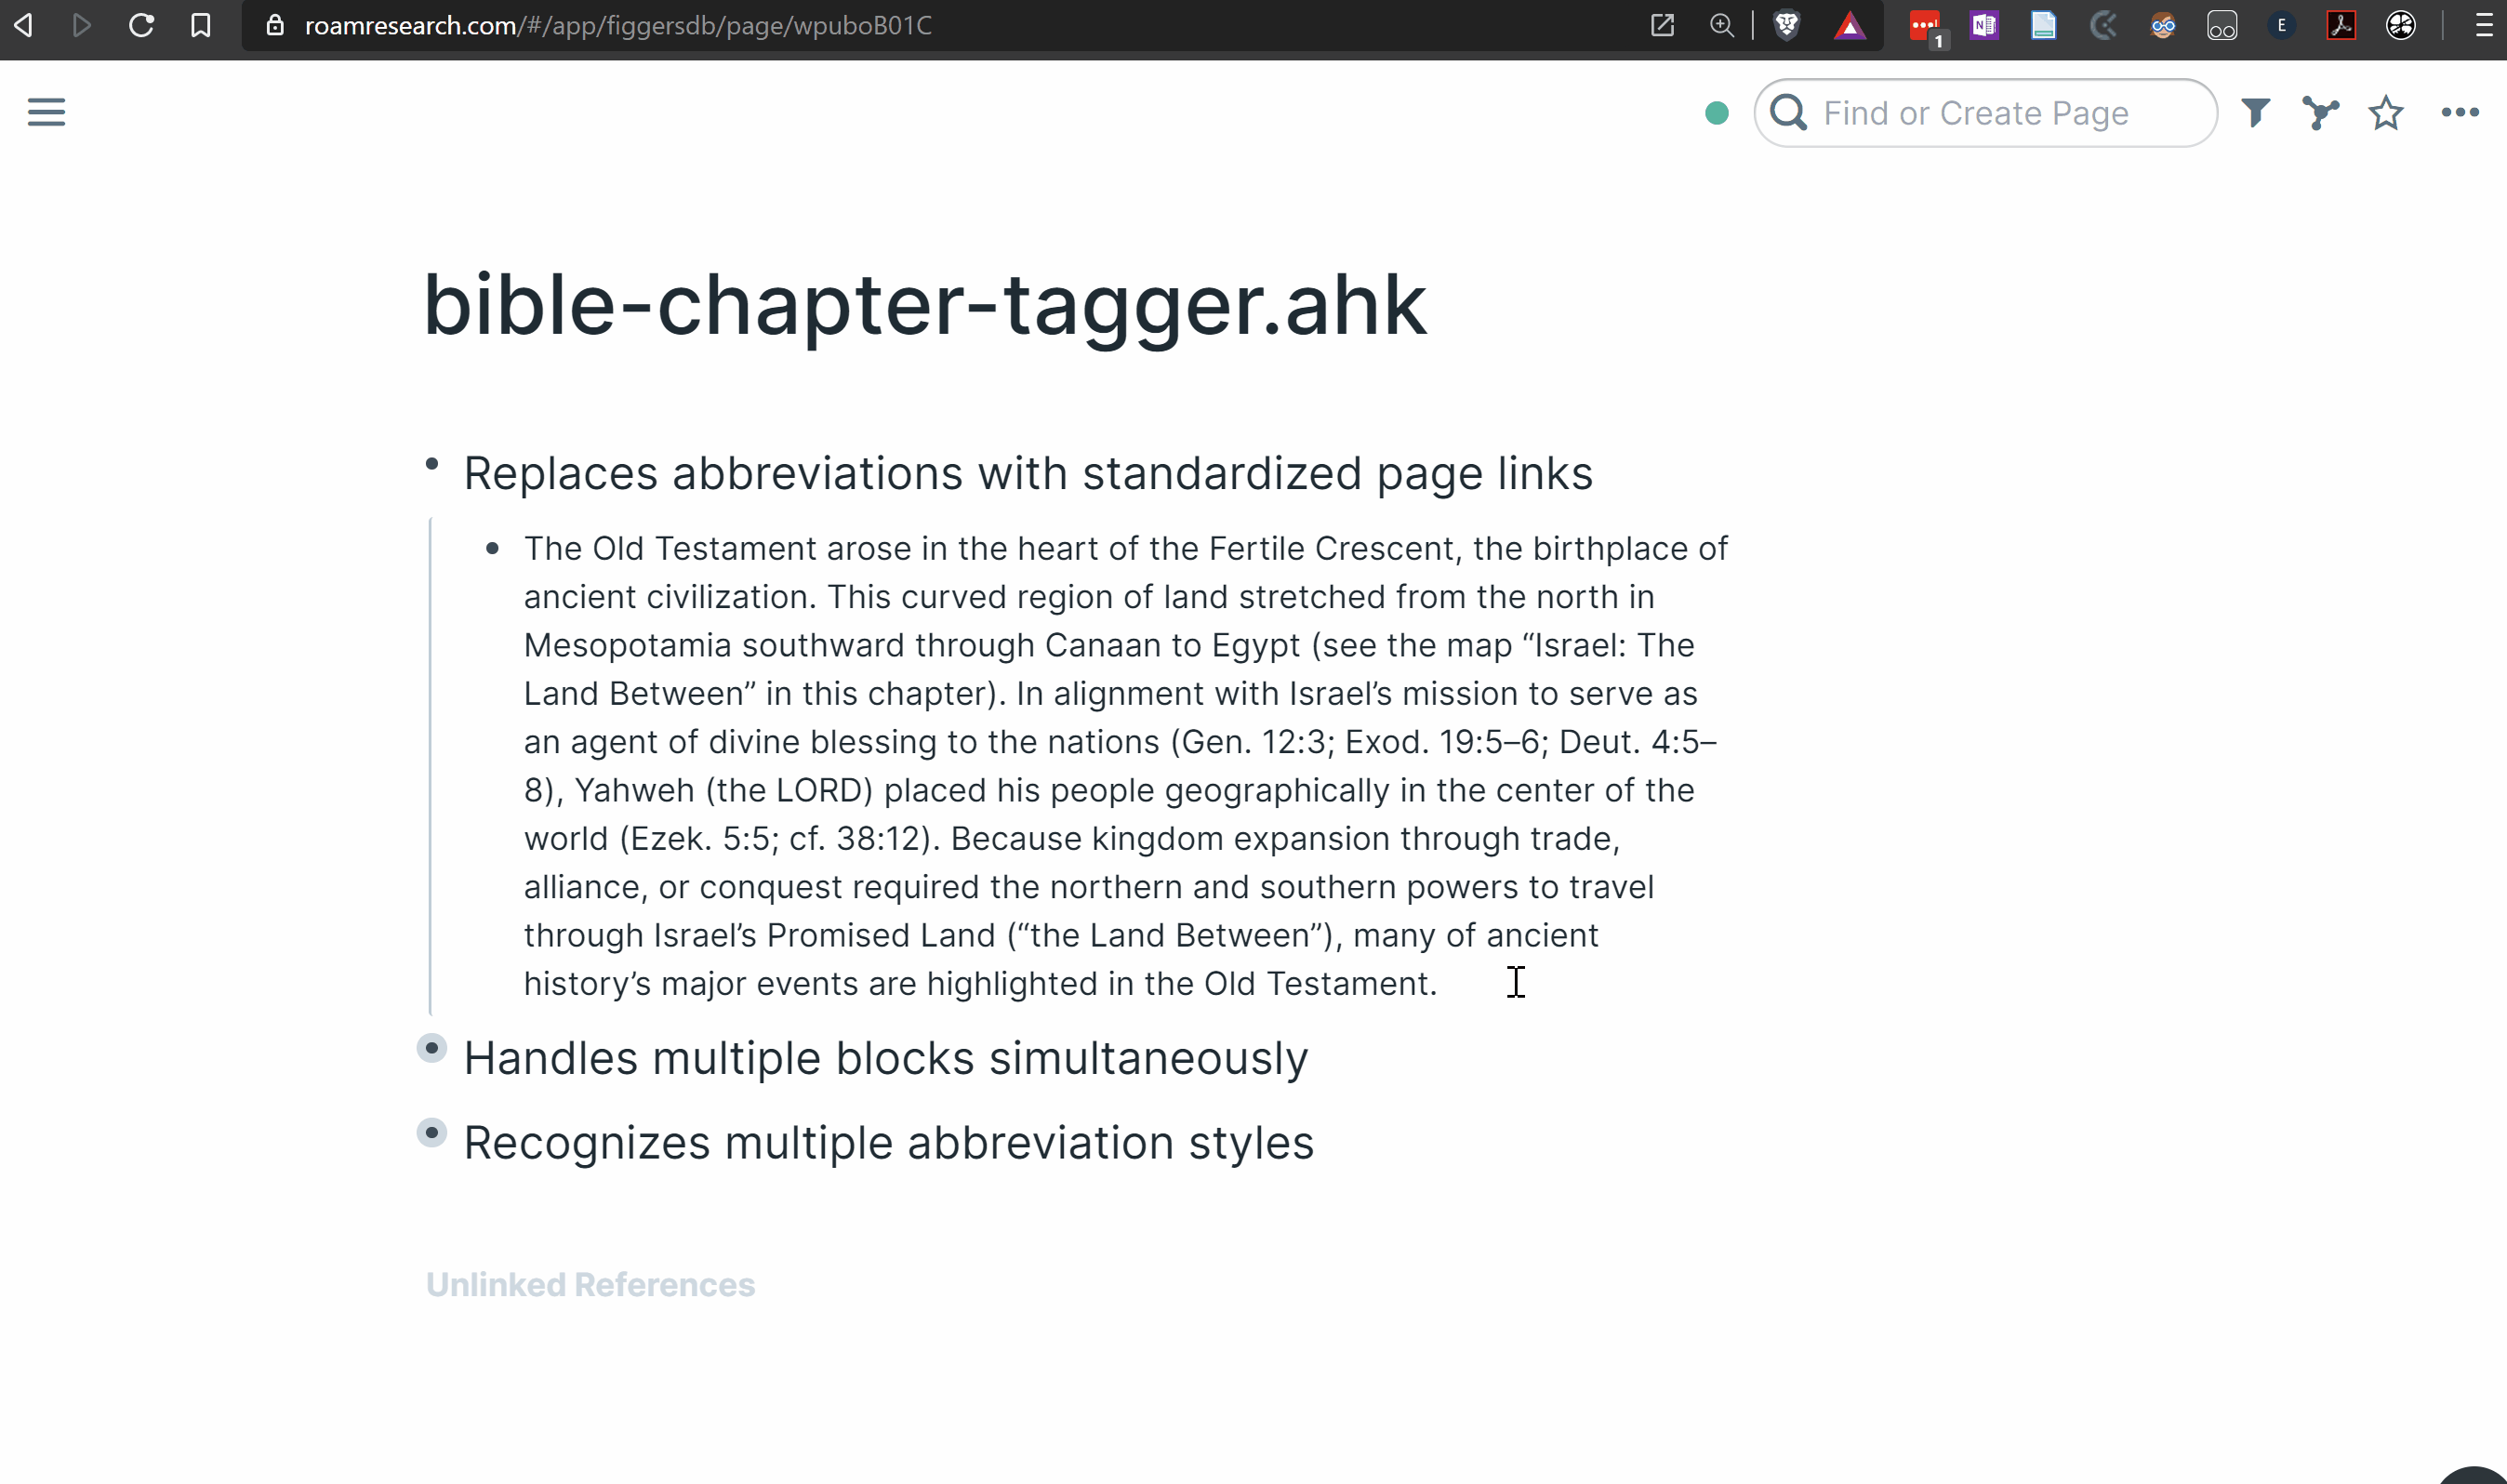 roamresearch.com/#/app/figgersdb/page/wpuboB01C
1
N
E
Find or Create Page
bible-chapter-tagger.ahk
Replaces abbreviations with standardized page links
The Old Testament arose in the heart of the Fertile Crescent, the birthplace of
ancient civilization. This curved region of land stretched from the north in
Mesopotamia southward through Canaan to Egypt (see the map “Israel: The
Land Between” in this chapter). In alignment with Israel’s mission to serve as
an agent of divine blessing to the nations (Gen. 12:3; Exod. 19:5–6; Deut. 4:5–
8), Yahweh (the LORD) placed his people geographically in the center of the
world (Ezek. 5:5; cf. 38:12). Because kingdom expansion through trade,
alliance, or conquest required the northern and southern powers to travel
through Israel’s Promised Land (“the Land Between”), many of ancient
history’s major events are highlighted in the Old Testament.
Handles multiple blocks simultaneously
Recognizes multiple abbreviation styles
Unlinked References